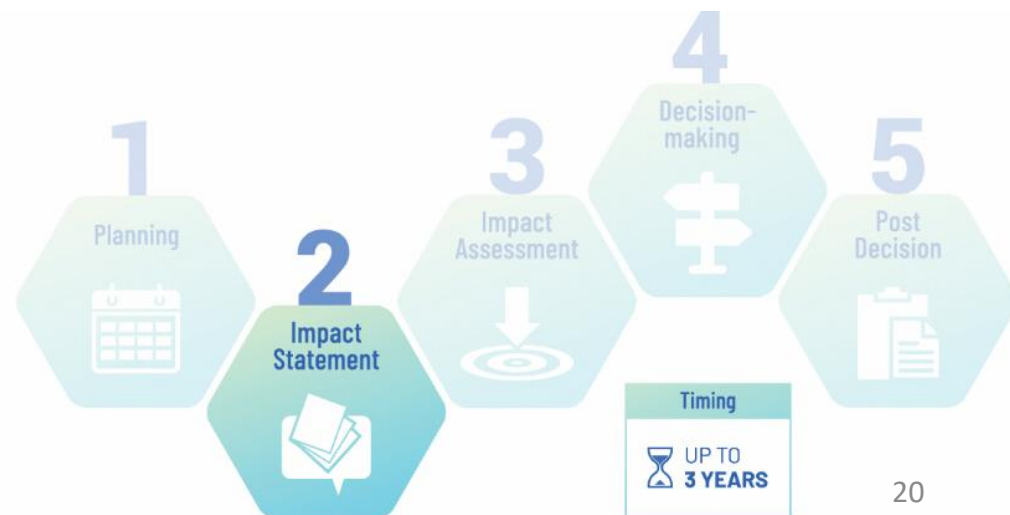 1
Planning
2
Impact
Statement
3
Impact
Assessment
4
Decision-
making
5
Post
Decision
Timing
UP TO
3 YEARS
20